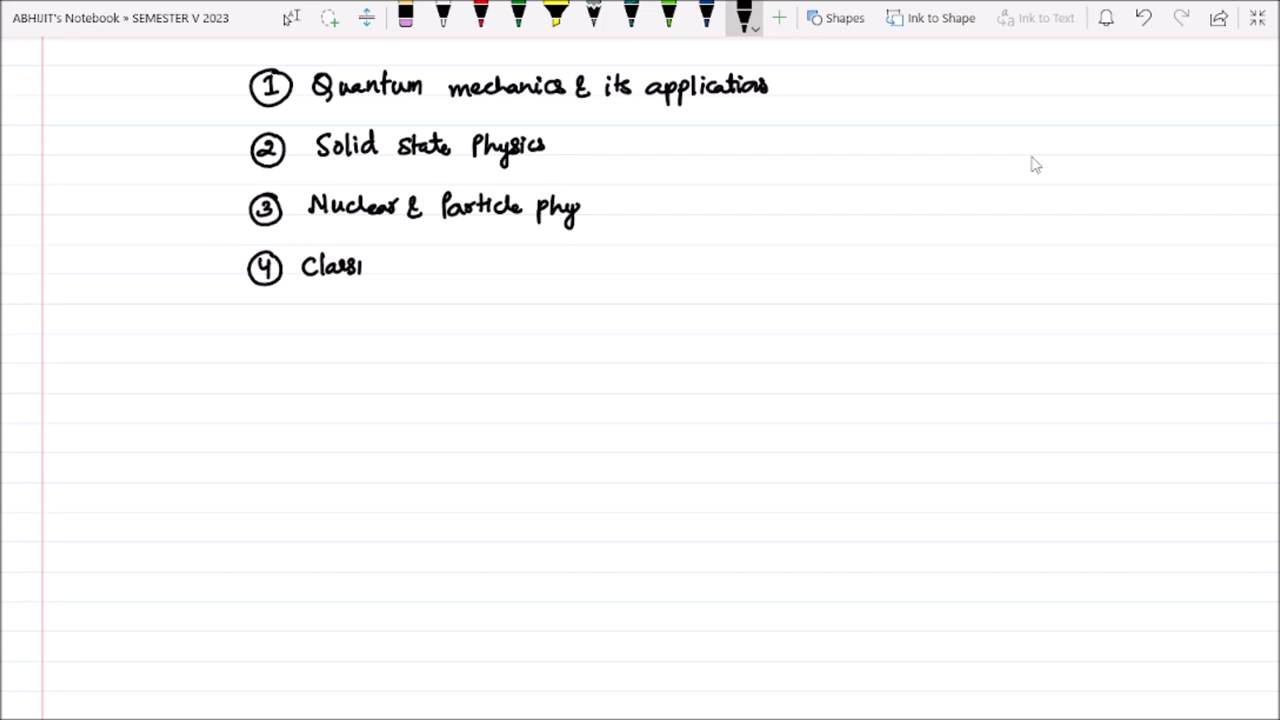 ABHIJIT's Notebook » SEMESTER V 2023 Shapes Ink to Shape Ink to Text
① Quantum mechanics & its applications
② Solid State Physics
③ Nuclear & Particle phy
④ Classi